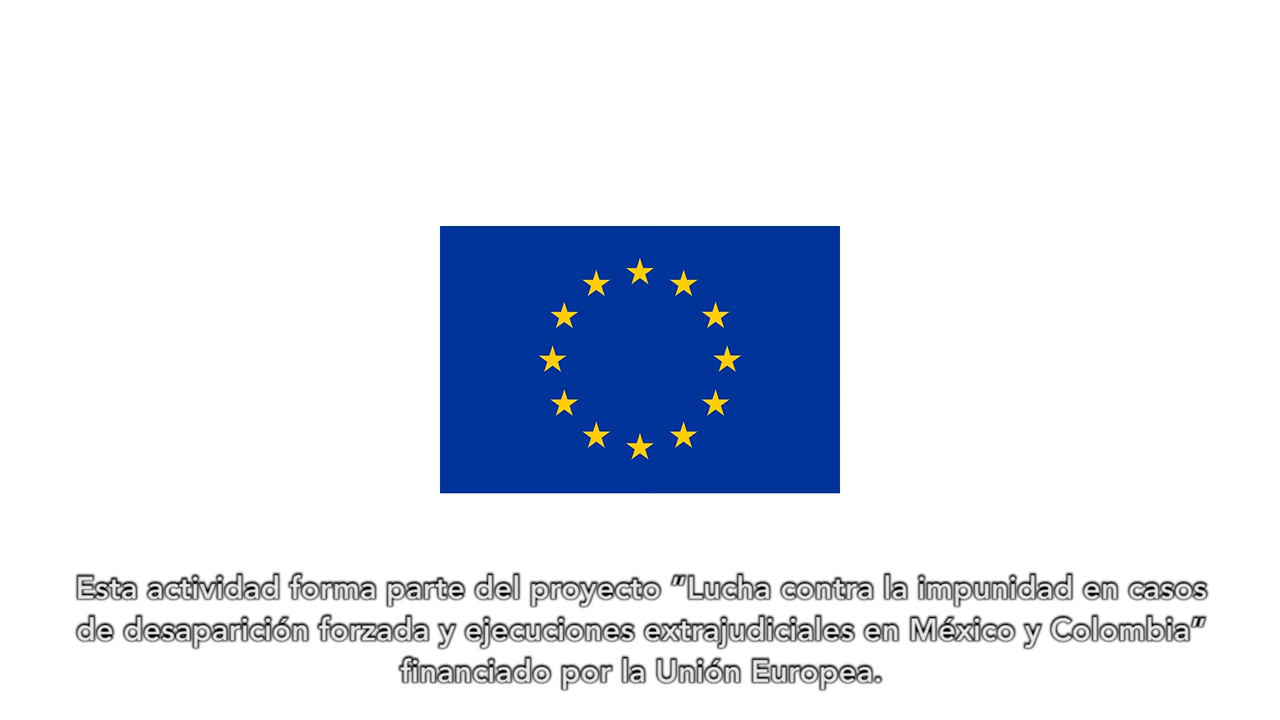 Esta actividad forma parte del proyecto "Lucha contra la impunidad en casos
de desaparición forzada y ejecuciones extrajudiciales en México y Colombia"
financiado por la Unión Europea.